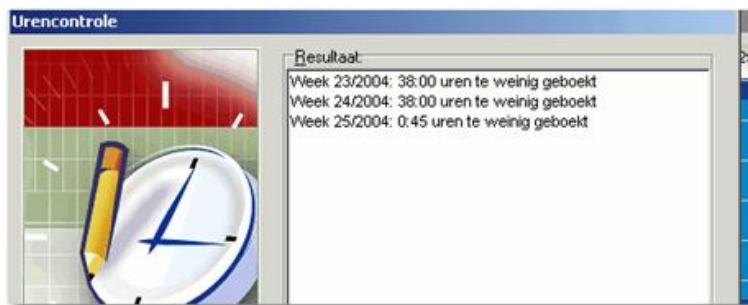 Urencontrole
Resultaat:
Week 23/2004: 38:00 uren te weinig geboekt
Week 24/2004: 38:00 uren te weinig geboekt
Week 25/2004: 0:45 uren te weinig geboekt